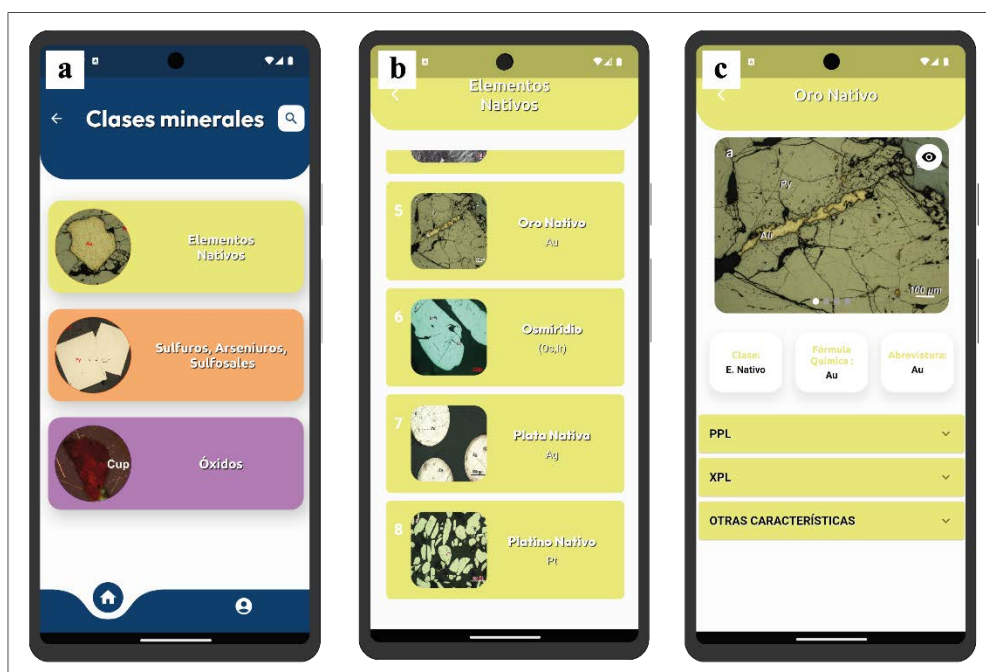 a
Clases minerales
Au
Elementos
Nativos
Py
Sulfuros, Arseniuros,
Sulfosales
Cup
Óxidos
b
Elementos
Nativos
5
Oro Nativo
Au
6
Osmiridio
(Os,Ir)
7
Plata Nativa
Ag
8
Platino Nativo
Pt
c
Oro Nativo
a
Py
Au
100 µm
Clase:
E. Nativo
Fórmula
Química :
Au
Abreviatura:
Au
PPL
XPL
OTRAS CARACTERÍSTICAS